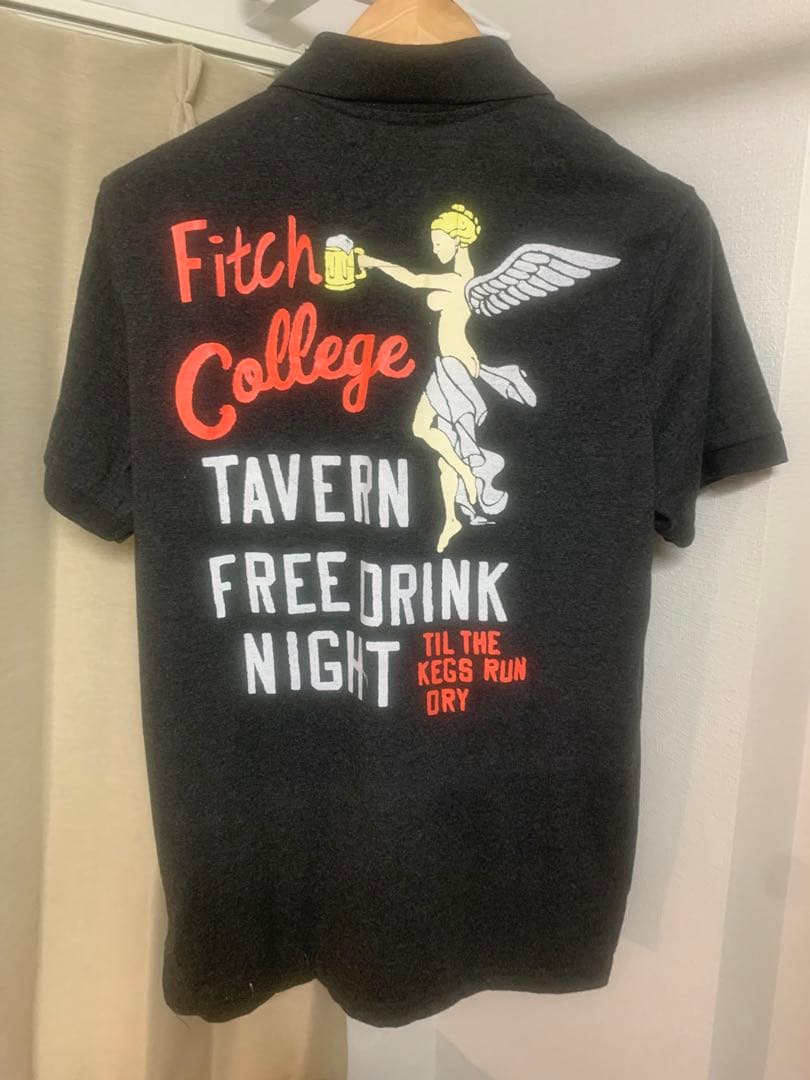 Fitch
College
TAVERN
FREE DRINK
NIGHT
TIL THE
KEGS RUN
DRY